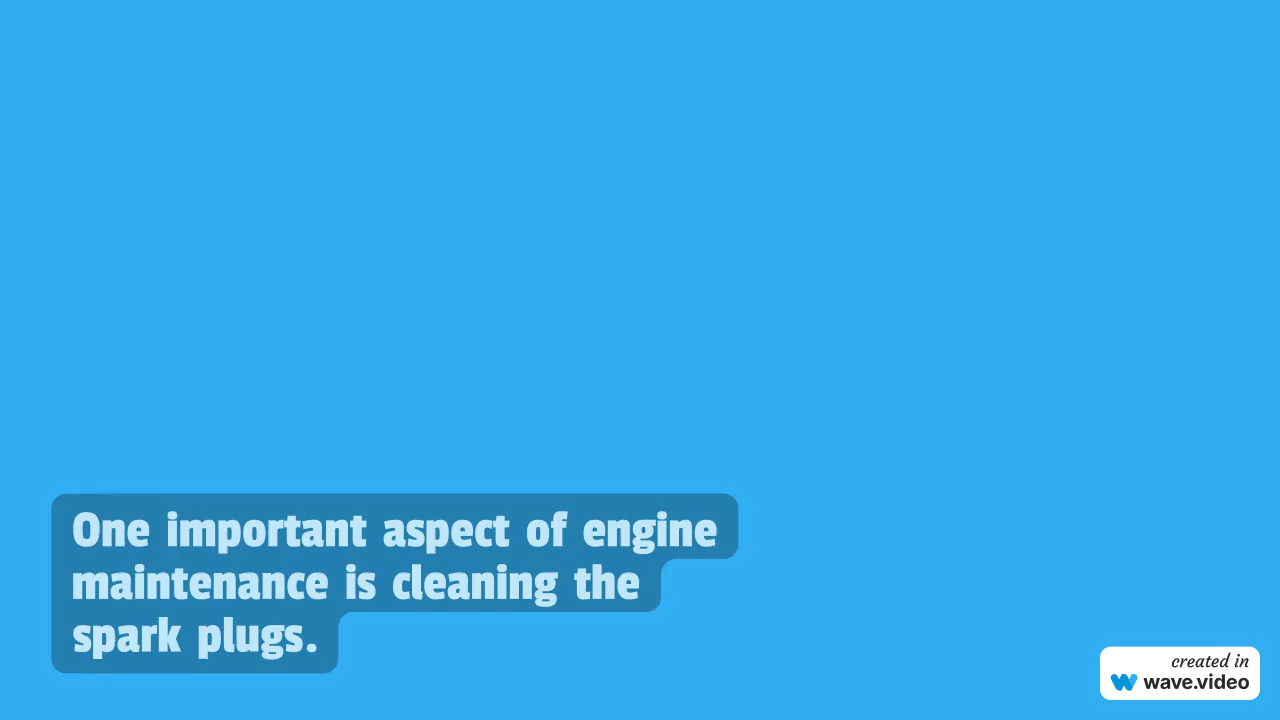 One important aspect of engine
maintenance is cleaning the
spark plugs.
created in
wave.video